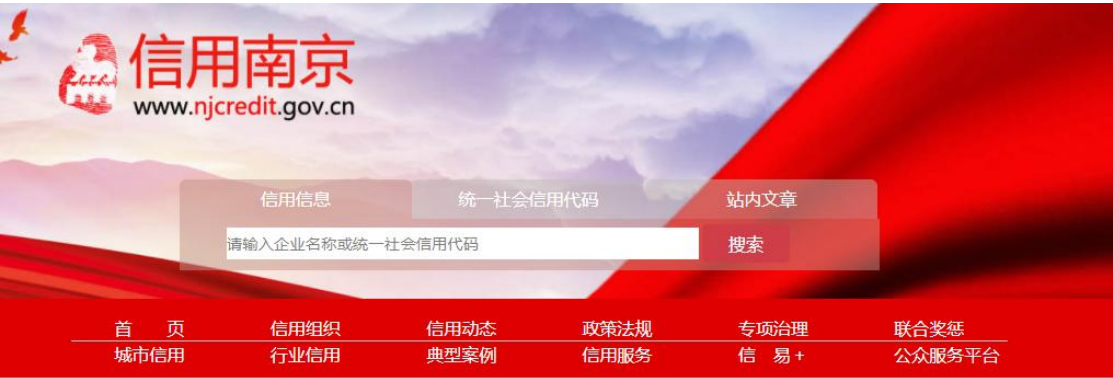 信用南京
www.njcredit.gov.cn
信用信息 统一社会信用代码 站内文章
请输入企业名称或统一社会信用代码 搜索
首 页 信用组织 信用动态 政策法规 专项治理 联合奖惩
城市信用 行业信用 典型案例 信用服务 信 易+ 公众服务平台